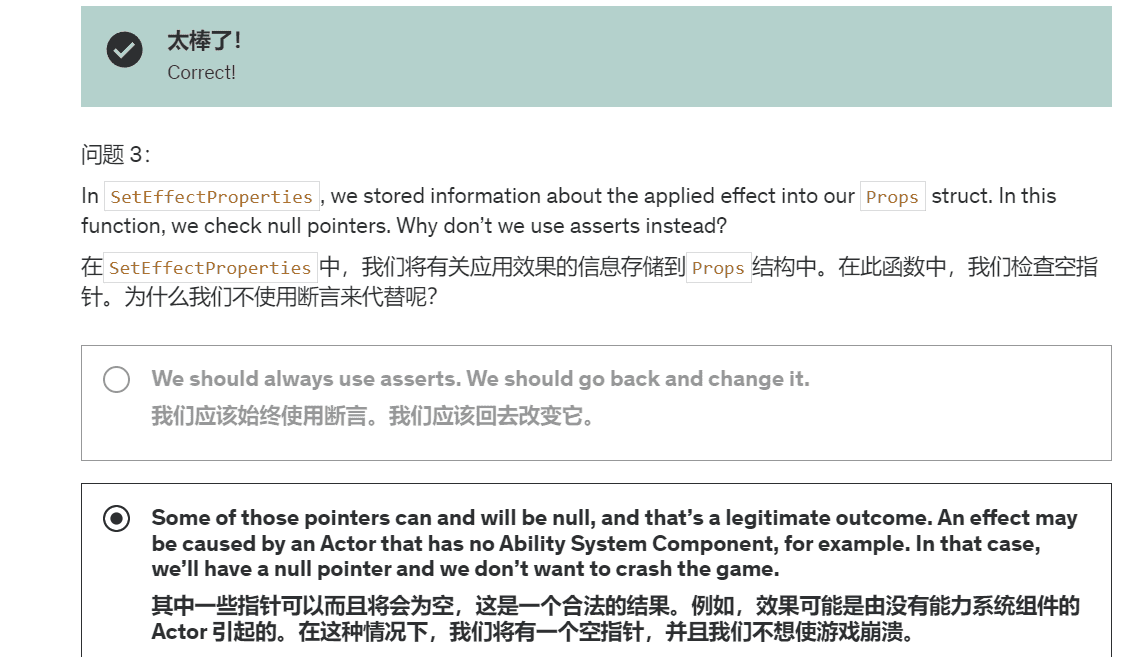 太棒了！
Correct!
问题 3：
In SetEffectProperties, we stored information about the applied effect into our Props struct. In this
function, we check null pointers. Why don’t we use asserts instead?
在SetEffectProperties中，我们将有关应用效果的信息存储到Props结构中。在此函数中，我们检查空指
针。为什么我们不使用断言来代替呢？
We should always use asserts. We should go back and change it.
我们应该始终使用断言。我们应该回去改变它。
Some of those pointers can and will be null, and that’s a legitimate outcome. An effect may
be caused by an Actor that has no Ability System Component, for example. In that case,
we’ll have a null pointer and we don’t want to crash the game.
其中一些指针可以而且将会为空，这是一个合法的结果。例如，效果可能是由没有能力系统组件的
Actor 引起的。在这种情况下，我们将有一个空指针，并且我们不想使游戏崩溃。